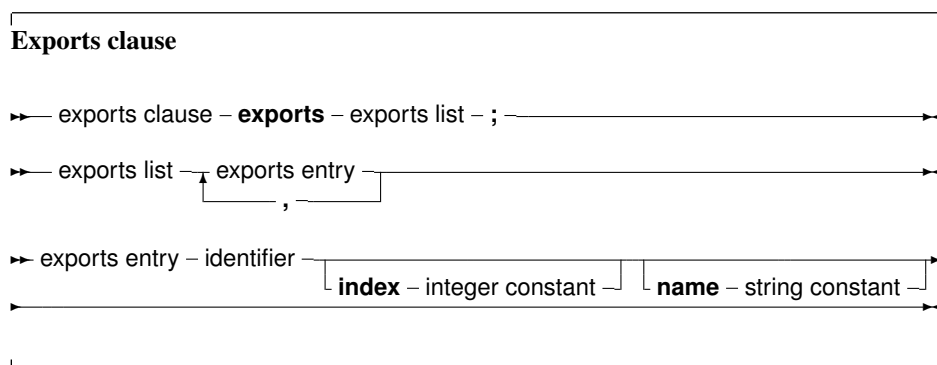 Exports clause
exports clause – exports – exports list – ;
exports list exports entry
,
exports entry – identifier
index – integer constant name – string constant